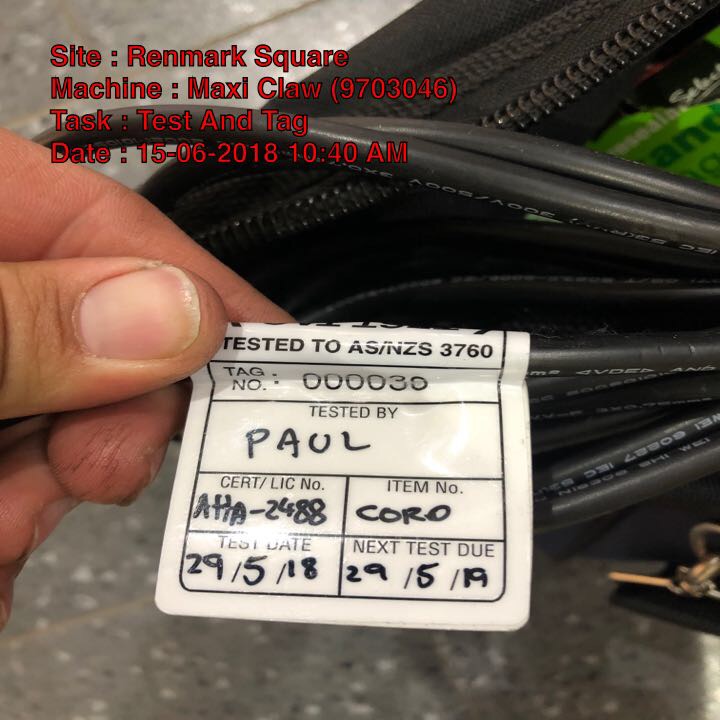 Site : Renmark Square
Machine : Maxi Claw (9703046)
Task : Test And Tag
Date : 15-06-2018 10:40 AM
TESTED TO AS/NZS 3760
TAG NO. : 000030
TESTED BY
PAUL
CERT/ LIC No. ITEM No.
AHA-2488 CORD
TEST DATE NEXT TEST DUE
29/5/18 29/5/19